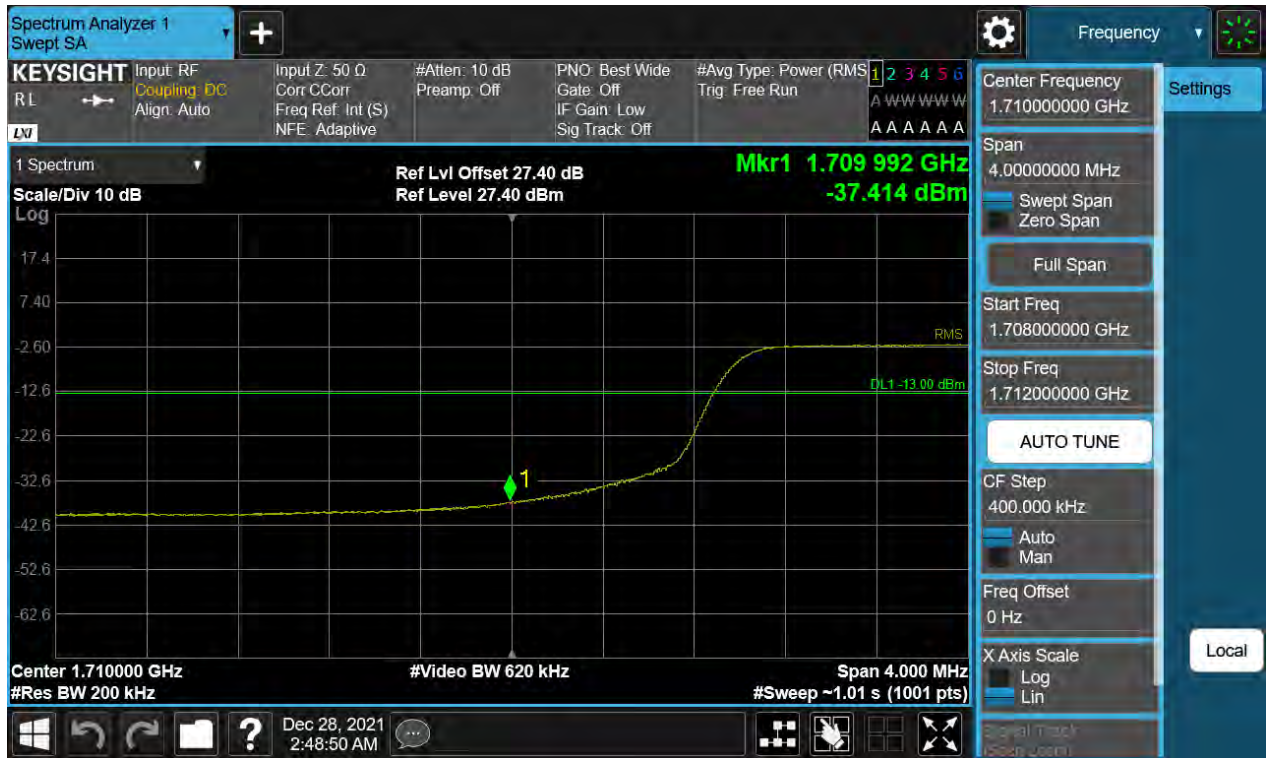 Spectrum Analyzer 1
Swept SA
Frequency
KEYSIGHT
RL
LXI
Input: RF
Coupling: DC
Align: Auto
Input Z: 50 Ω
Corr CCorr
Freq Ref: Int (S)
NFE: Adaptive
#Atten: 10 dB
Preamp: Off
PNO: Best Wide
Gate: Off
IF Gain: Low
Sig Track: Off
#Avg Type: Power (RMS
Trig: Free Run
1 2 3 4 5 6
A W W W W W
A A A A A A
1 Spectrum
Scale/Div 10 dB
Log
Ref Lvl Offset 27.40 dB
Ref Level 27.40 dBm
Mkr1 1.709 992 GHz
-37.414 dBm
17.4
7.40
-2.60
-12.6
-22.6
-32.6
-42.6
-52.6
-62.6
RMS
DL1 -13.00 dBm
1
Center 1.710000 GHz
#Res BW 200 kHz
#Video BW 620 kHz
Span 4.000 MHz
#Sweep ~1.01 s (1001 pts)
Center Frequency
1.710000000 GHz
Span
4.00000000 MHz
Swept Span
Zero Span
Full Span
Start Freq
1.708000000 GHz
Stop Freq
1.712000000 GHz
AUTO TUNE
CF Step
400.000 kHz
Auto
Man
Freq Offset
0 Hz
X Axis Scale
Log
Lin
Signal Track
(Span Zoom)
Settings
Local
?
Dec 28, 2021
2:48:50 AM